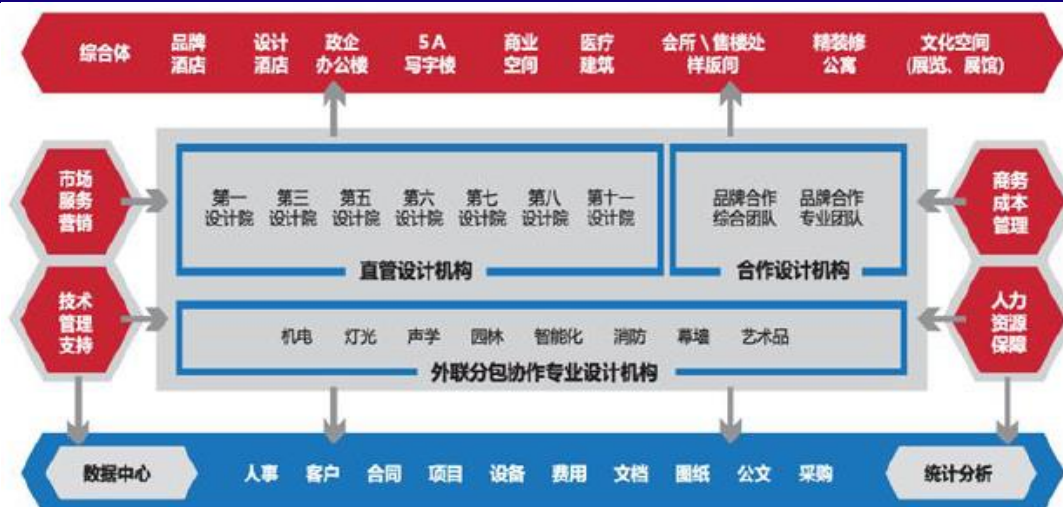 综合体
品牌
酒店
设计
酒店
政企
办公楼
5A
写字楼
商业
空间
医疗
建筑
会所\售楼处
样版间
精装修
公寓
文化空间
(展览、展馆)
市场
服务
营销
第一
设计院
第三
设计院
第五
设计院
第六
设计院
第七
设计院
第八
设计院
第十一
设计院
直管设计机构
品牌合作
综合团队
品牌合作
专业团队
合作设计机构
商务
成本
管理
技术
管理
支持
机电 灯光 声学 园林 智能化 消防 幕墙 艺术品
外联分包协作专业设计机构
人力
资源
保障
数据中心 人事 客户 合同 项目 设备 费用 文档 图纸 公文 采购 统计分析